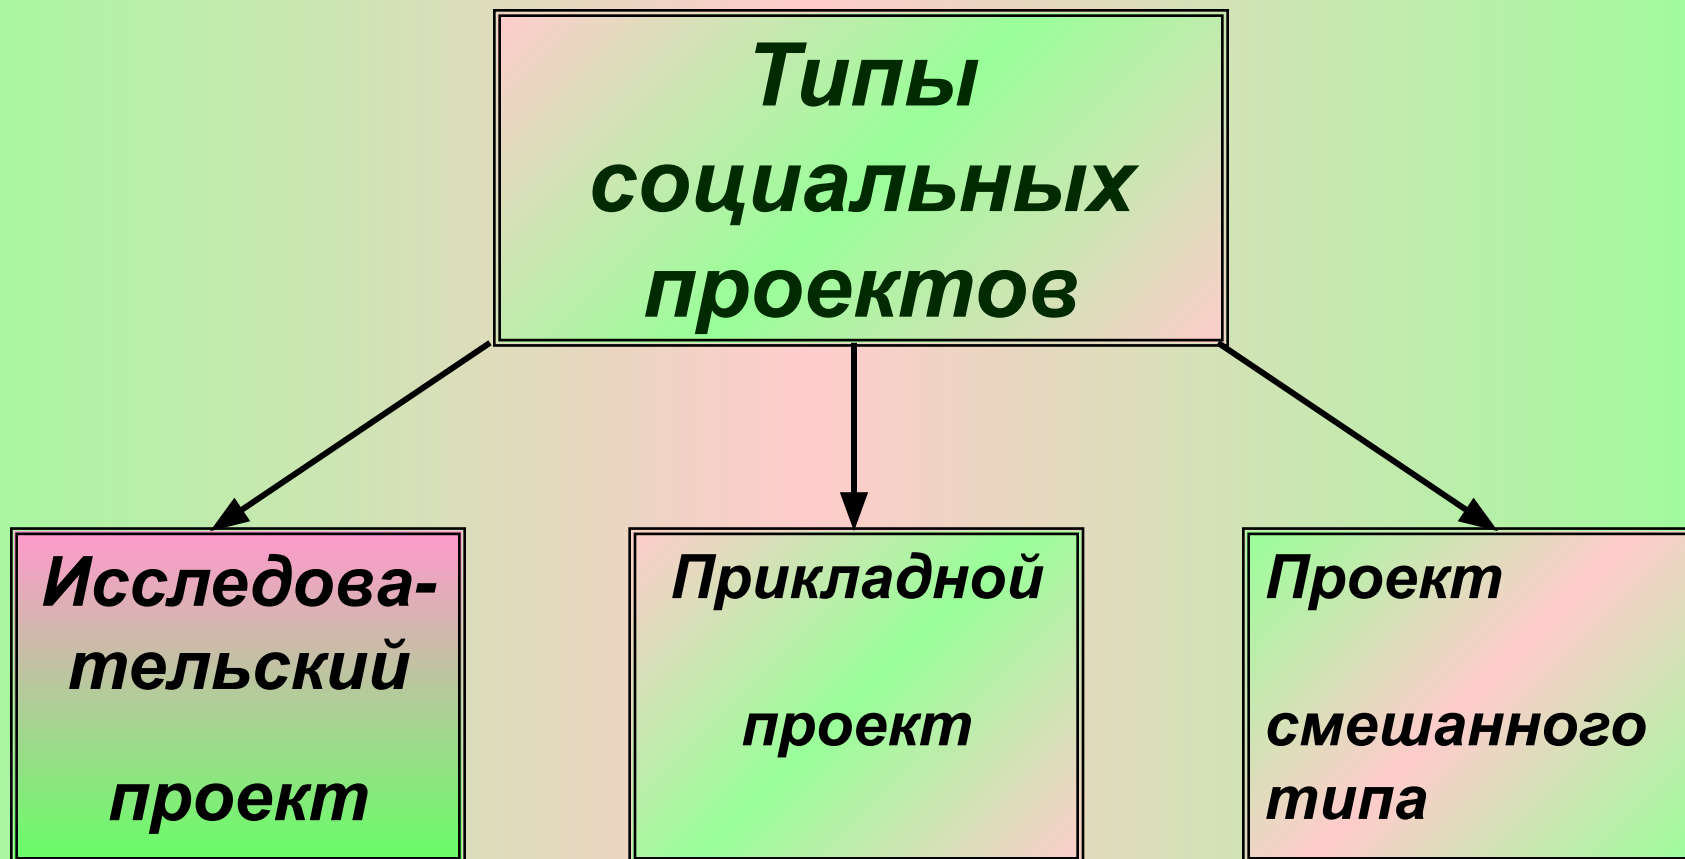 Типы
социальных
проектов
Исследова-
тельский
проект
Прикладной
проект
Проект
смешанного
типа